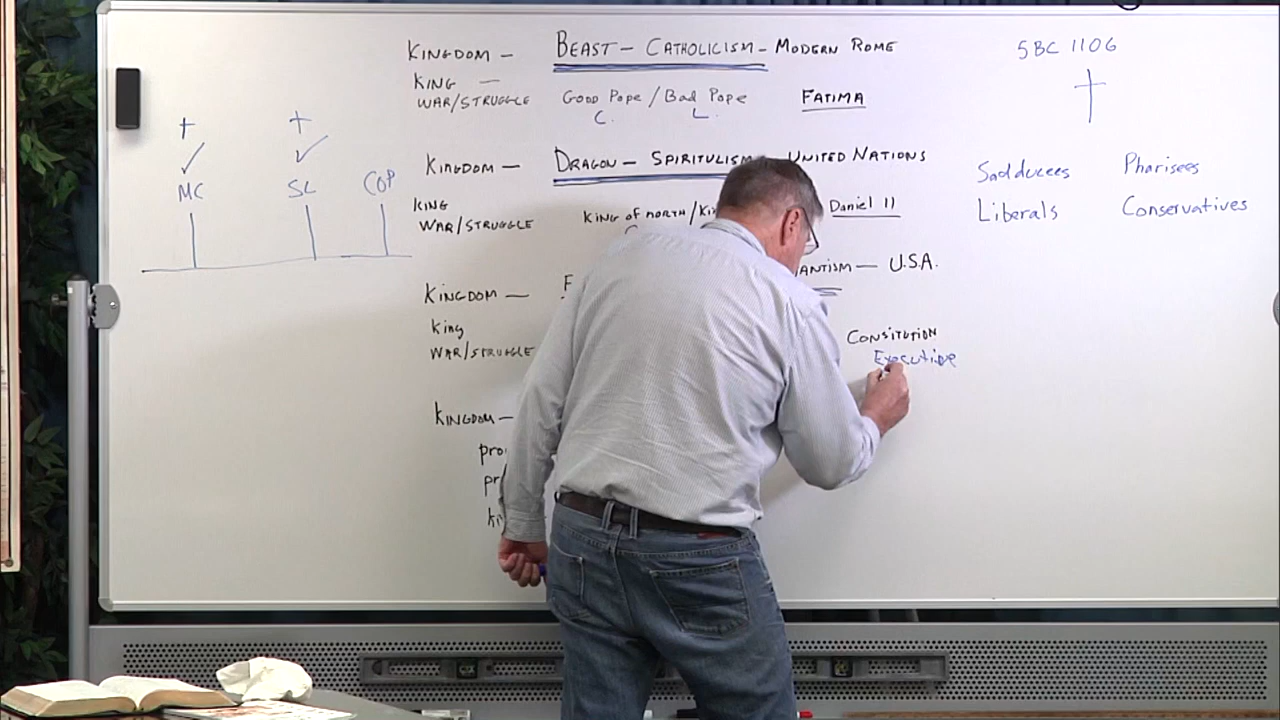 KINGDOM — BEAST — CATHOLICISM — MODERN ROME
KING —
WAR/STRUGGLE Good Pope / Bad Pope FATIMA
C. L.
KINGDOM — DRAGON — SPIRITULISM UNITED NATIONS
KING
WAR/STRUGGLE KING OF NORTH / Daniel 11
KINGDOM — ANTISM — U.S.A.
King
WAR/STRUGGLE CONSITUTION
Executive
KINGDOM —
5BC 1106
Sadducees Pharisees
Liberals Conservatives
+ +
✓ ✓
MC SL COP